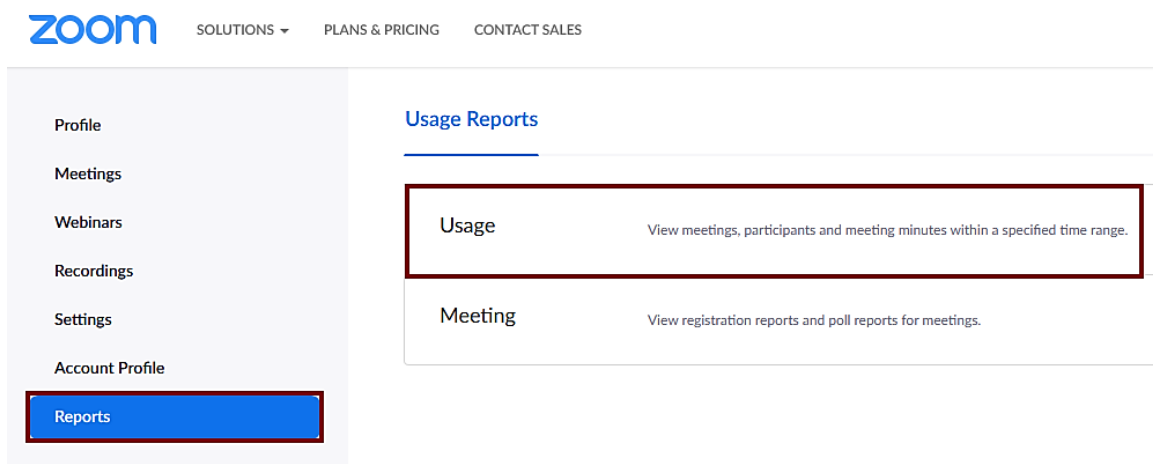 zoom SOLUTIONS PLANS & PRICING CONTACT SALES
Profile
Meetings
Webinars
Recordings
Settings
Account Profile
Reports
Usage Reports
Usage View meetings, participants and meeting minutes within a specified time range.
Meeting View registration reports and poll reports for meetings.